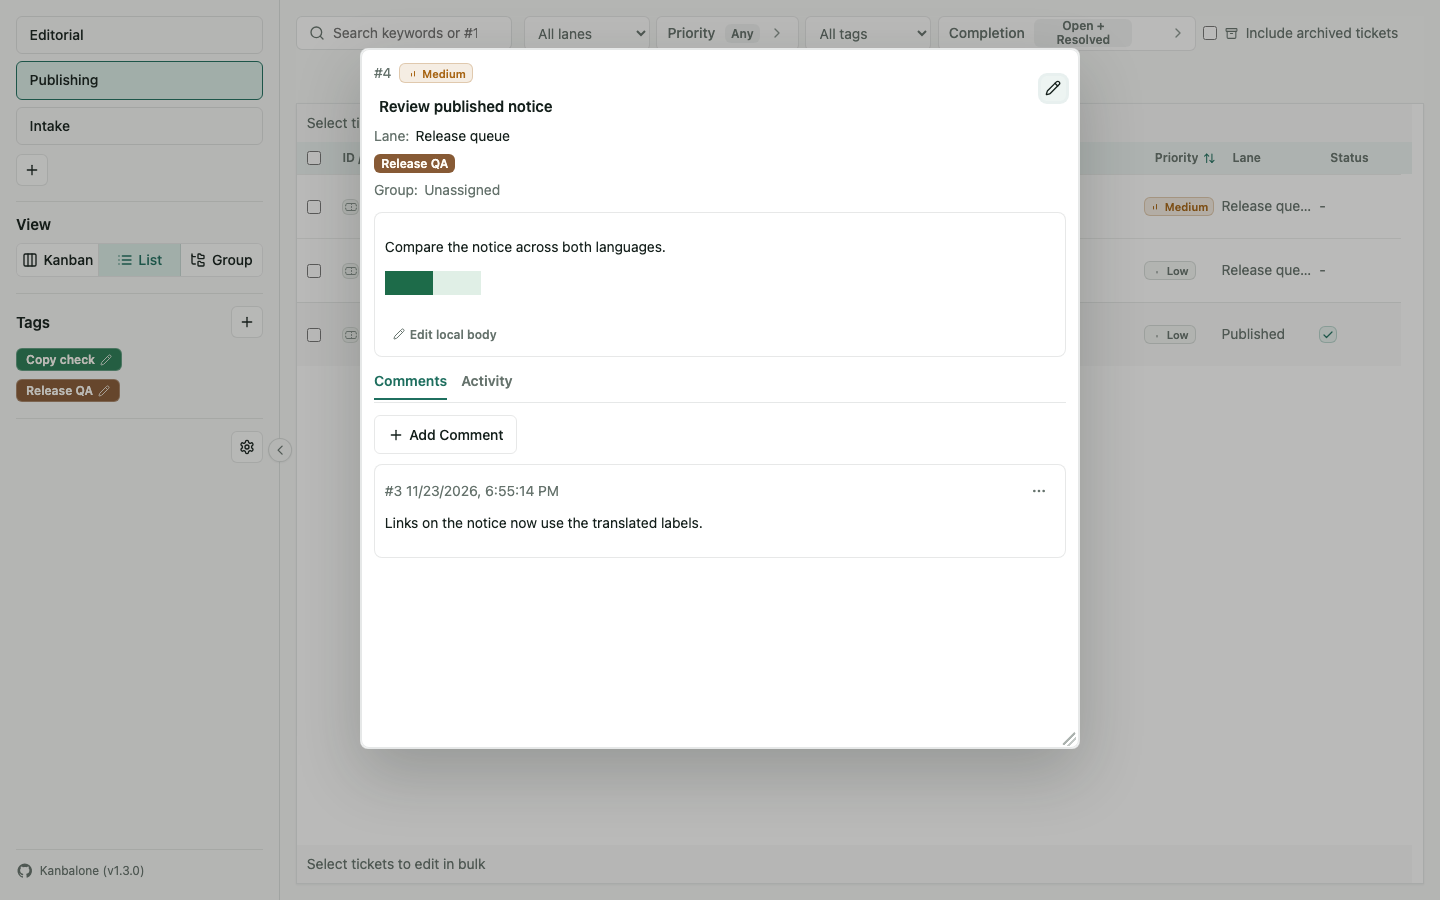 Editorial
Publishing
Intake
View
Kanban
List
Group
Tags
Copy check
Release QA
Kanbalone (v1.3.0)
Search keywords or #1
All lanes
Priority Any
All tags
Completion Open + Resolved
Include archived tickets
#4 Medium
Review published notice
Lane: Release queue
Release QA
Group: Unassigned
Compare the notice across both languages.
Edit local body
Comments Activity
Add Comment
#3 11/23/2026, 6:55:14 PM
Links on the notice now use the translated labels.
Select ti
ID
Priority Lane Status
Medium Release que... -
Low Release que... -
Low Published
Select tickets to edit in bulk